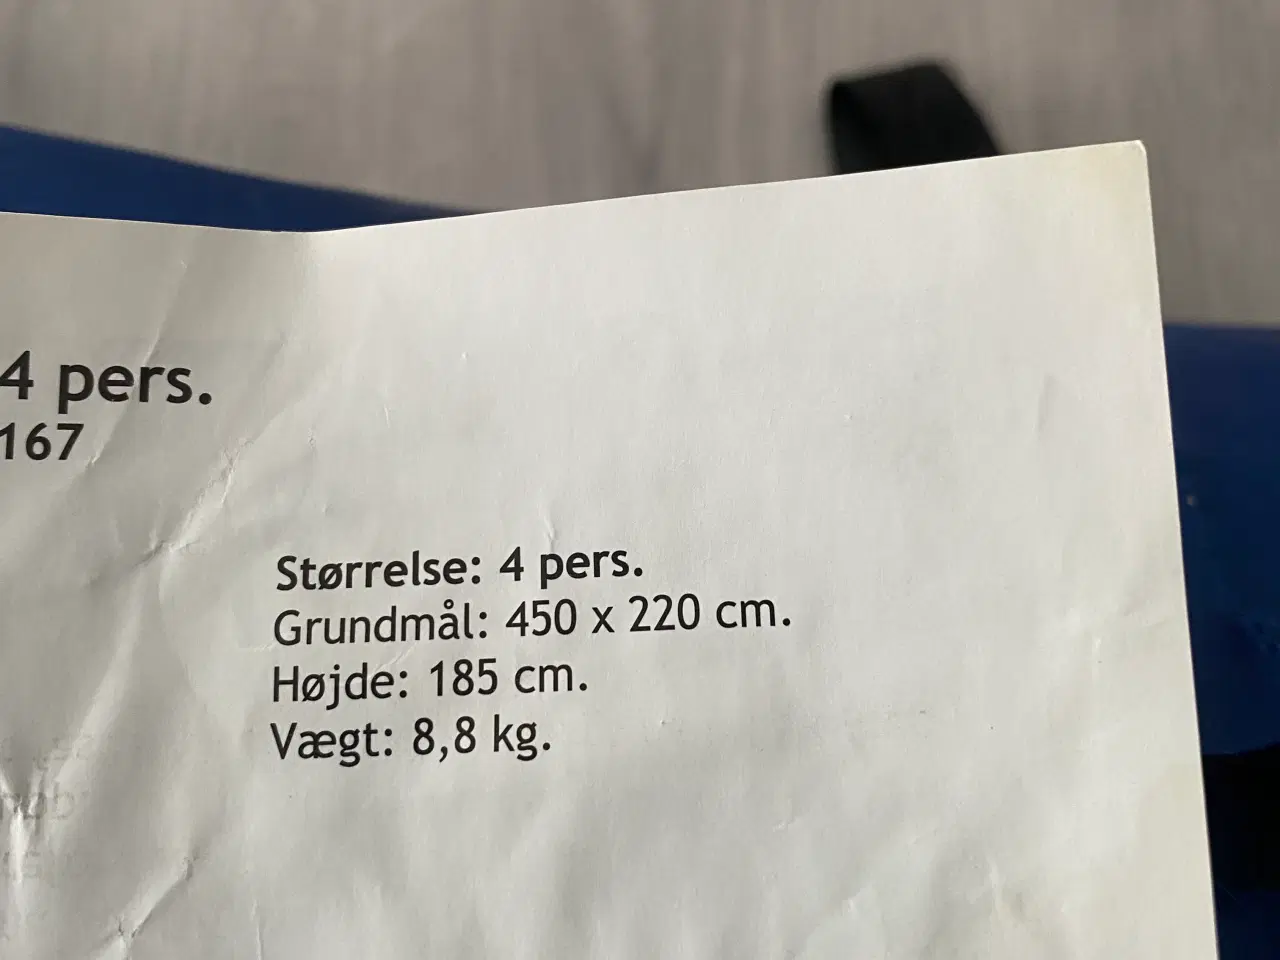 4 pers.
167
Størrelse: 4 pers.
Grundmål: 450 x 220 cm.
Højde: 185 cm.
Vægt: 8,8 kg.